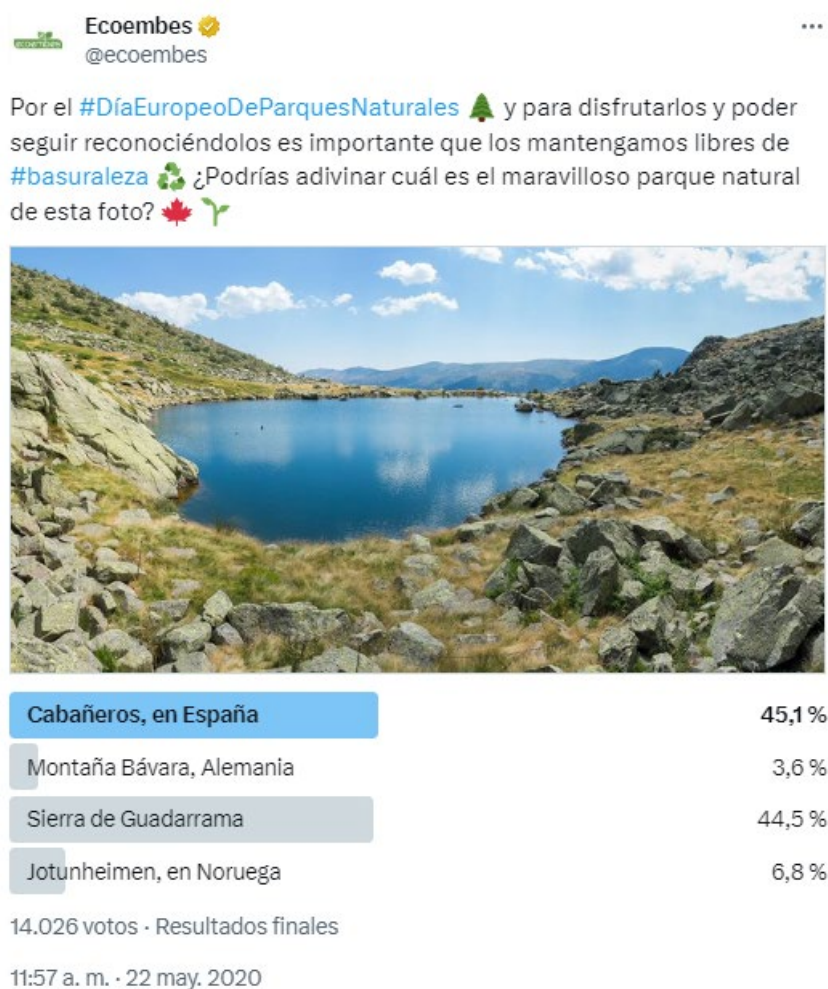 Ecoembes
ecoembes
@ecoembes
Por el #DíaEuropeoDeParquesNaturales 🌲 y para disfrutarlos y poder
seguir reconociéndolos es importante que los mantengamos libres de
#basuraleza ♻️ ¿Podrías adivinar cuál es el maravilloso parque natural
de esta foto? 🍁 🌱
Cabañeros, en España 45,1 %
Montaña Bávara, Alemania 3,6 %
Sierra de Guadarrama 44,5 %
Jotunheimen, en Noruega 6,8 %
14.026 votos · Resultados finales
11:57 a. m. · 22 may. 2020